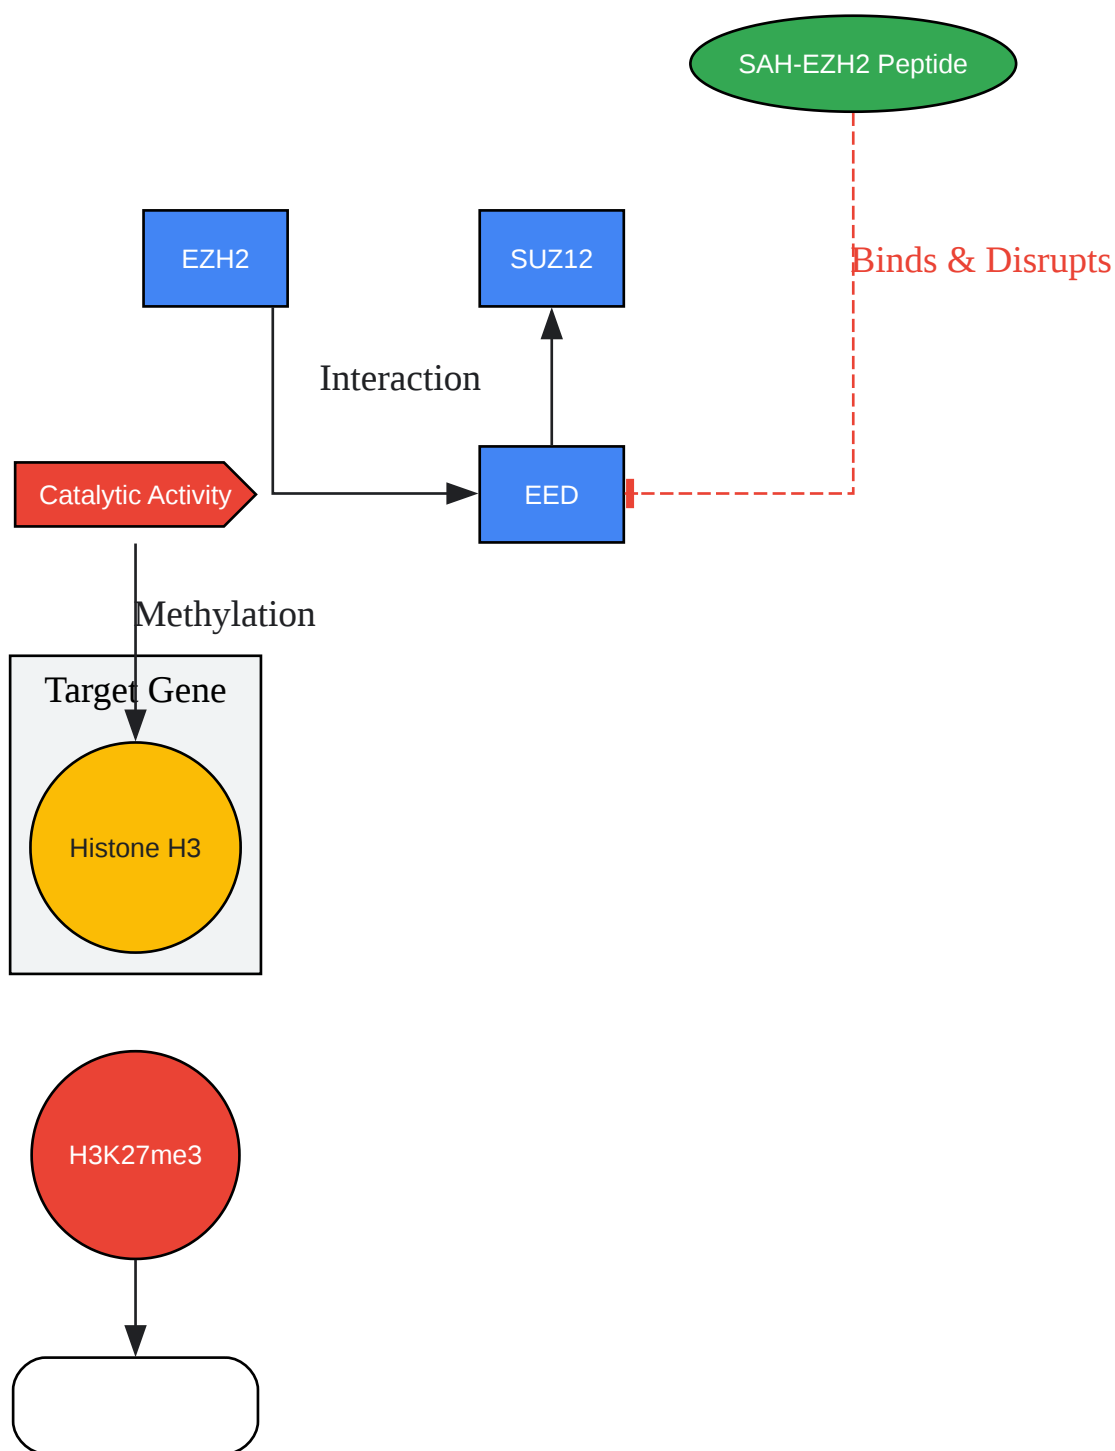 SAH-EZH2 Peptide
EZH2
SUZ12
Binds & Disrupts
Interaction
Catalytic Activity
EED
Methylation
Target Gene
Histone H3
H3K27me3